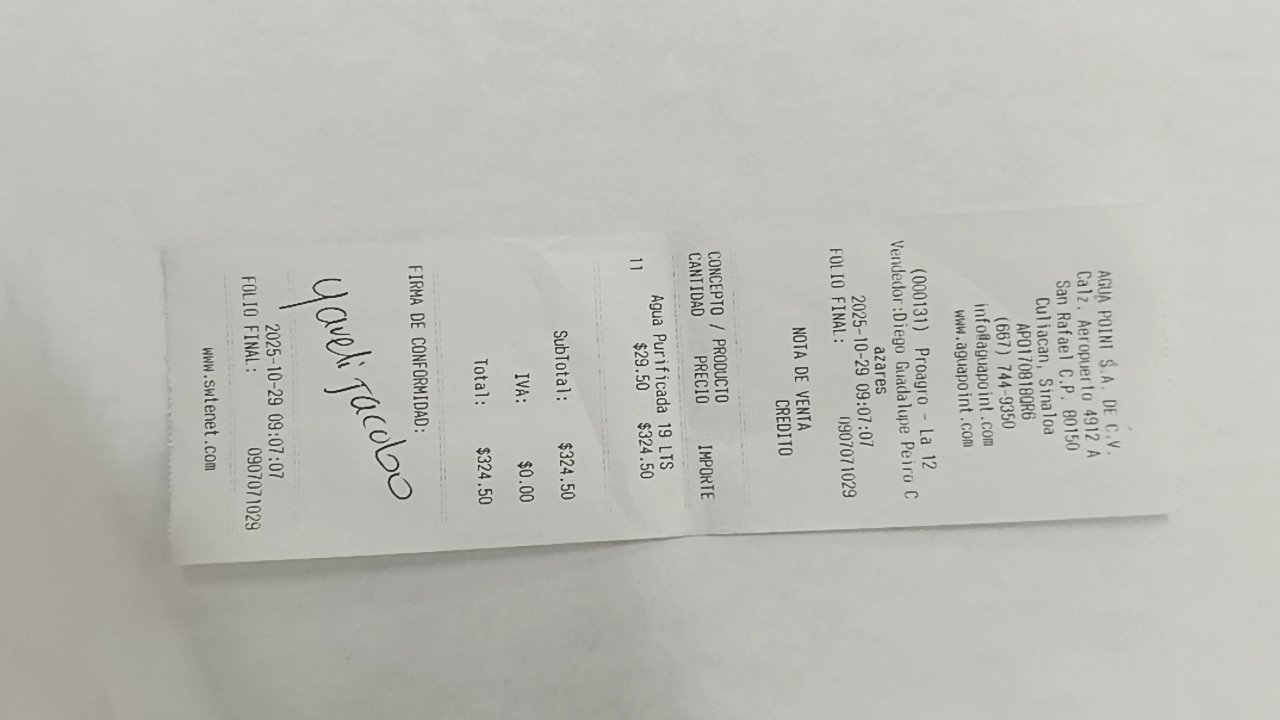 AGUA POINT S.A. DE C.V.
Calz. Aeropuerto 4912 A
San Rafael C.P. 80150
Culiacan, Sinaloa
APO170818QR6
(667) 744-9350
info@aguapoint.com
www.aguapoint.com
(000131) Proagro - La 12
Vendedor:Diego Guadalupe Peiro C
azares
2025-10-29 09:07:07
FOLIO FINAL: 0907071029
NOTA DE VENTA
CREDITO
CONCEPTO / PRODUCTO
CANTIDAD PRECIO IMPORTE
Agua Purificada 19 LTS
11 $29.50 $324.50
SubTotal: $324.50
IVA: $0.00
Total: $324.50
FIRMA DE CONFORMIDAD:
Yaveli Jacobo
2025-10-29 09:07:07
FOLIO FINAL: 0907071029
www.swtenet.com